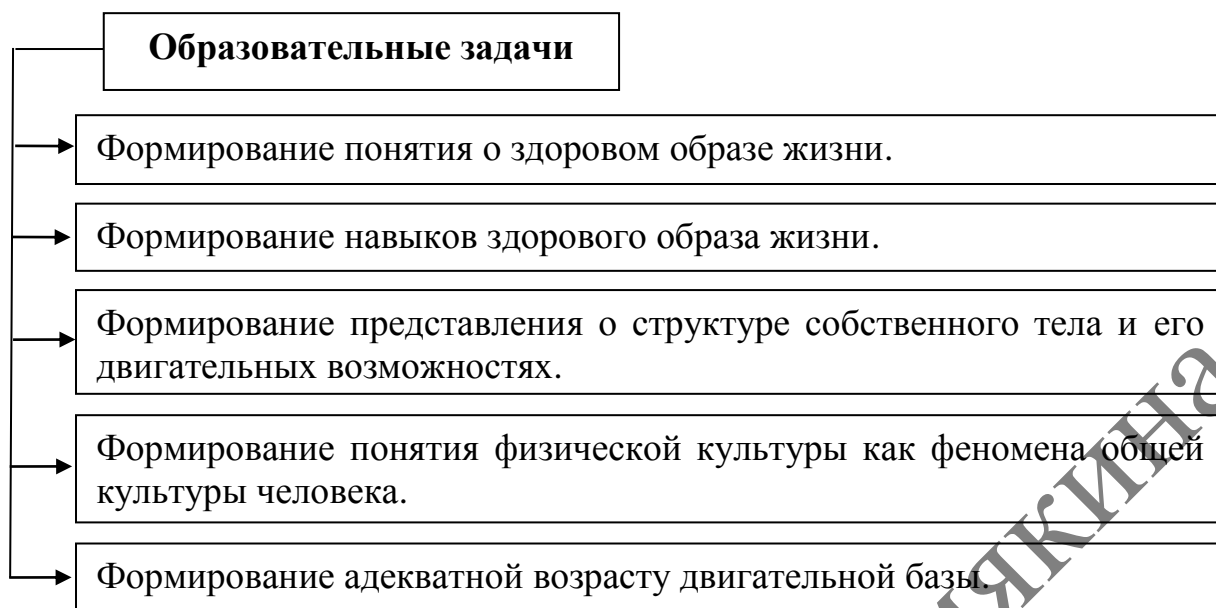 Образовательные задачи
Формирование понятия о здоровом образе жизни.
Формирование навыков здорового образа жизни.
Формирование представления о структуре собственного тела и его
двигательных возможностях.
Формирование понятия физической культуры как феномена общей
культуры человека.
Формирование адекватной возрасту двигательной базы.